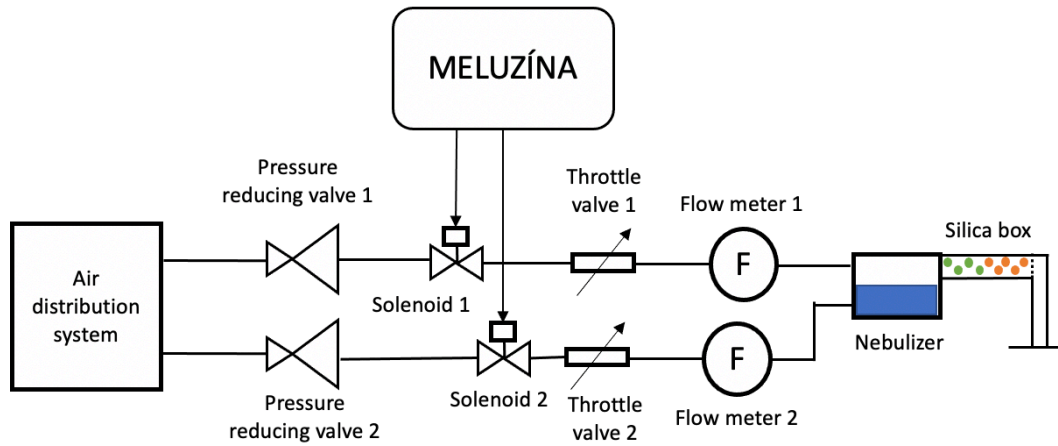 MELUZÍNA
Pressure
reducing valve 1
Throttle
valve 1
Flow meter 1
Silica box
F
Air
distribution
system
Solenoid 1
Nebulizer
F
Solenoid 2
Pressure
reducing valve 2
Throttle
valve 2
Flow meter 2